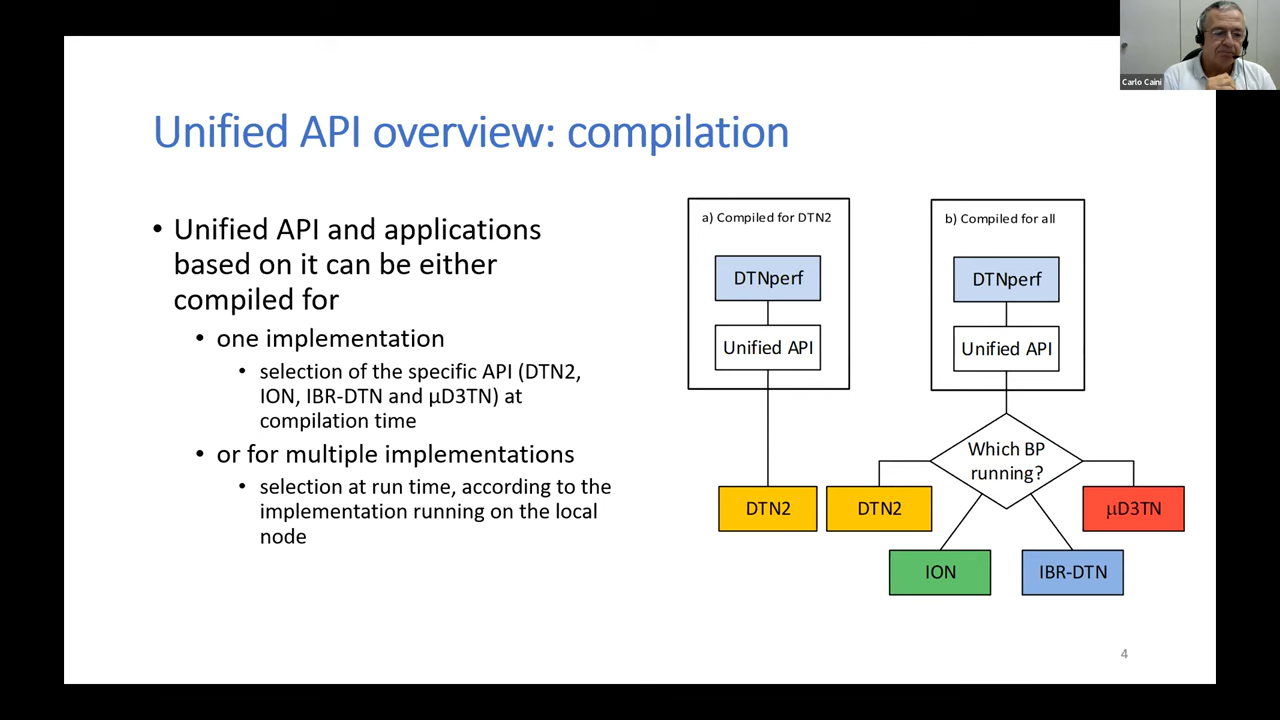 Carlo Caini
Unified API overview: compilation
• Unified API and applications
based on it can be either
compiled for
• one implementation
• selection of the specific API (DTN2,
ION, IBR-DTN and µD3TN) at
compilation time
• or for multiple implementations
• selection at run time, according to the
implementation running on the local
node
a) Compiled for DTN2
DTNperf
Unified API
DTN2
b) Compiled for all
DTNperf
Unified API
Which BP
running?
DTN2
µD3TN
ION
IBR-DTN
4